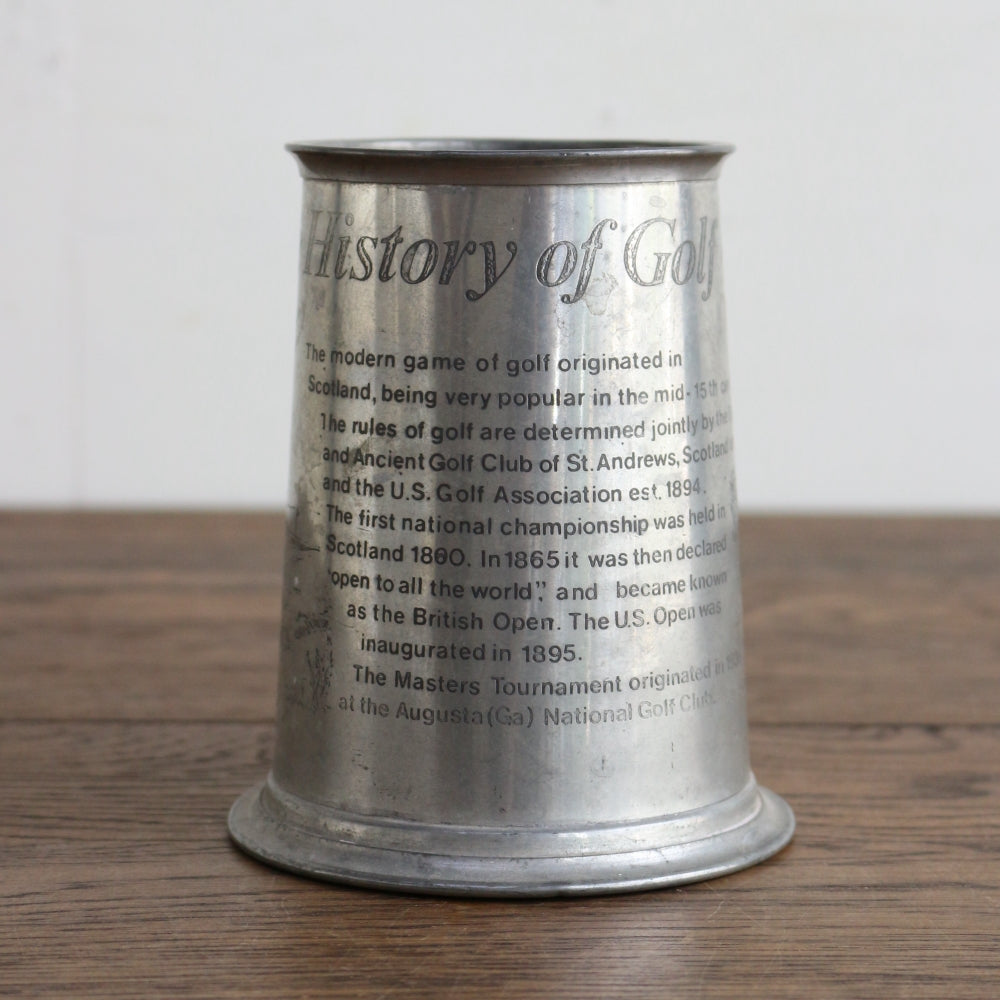 History of Golf
The modern game of golf originated in
Scotland, being very popular in the mid-15th
The rules of golf are determined jointly by the
and Ancient Golf Club of St. Andrews, Scotland
and the U.S. Golf Association est. 1894.
The first national championship was held in
Scotland 1860. In 1865 it was then declared
"open to all the world", and became known
as the British Open. The U.S. Open was
inaugurated in 1895.
The Masters Tournament originated in
at the Augusta (Ga) National Golf Club.